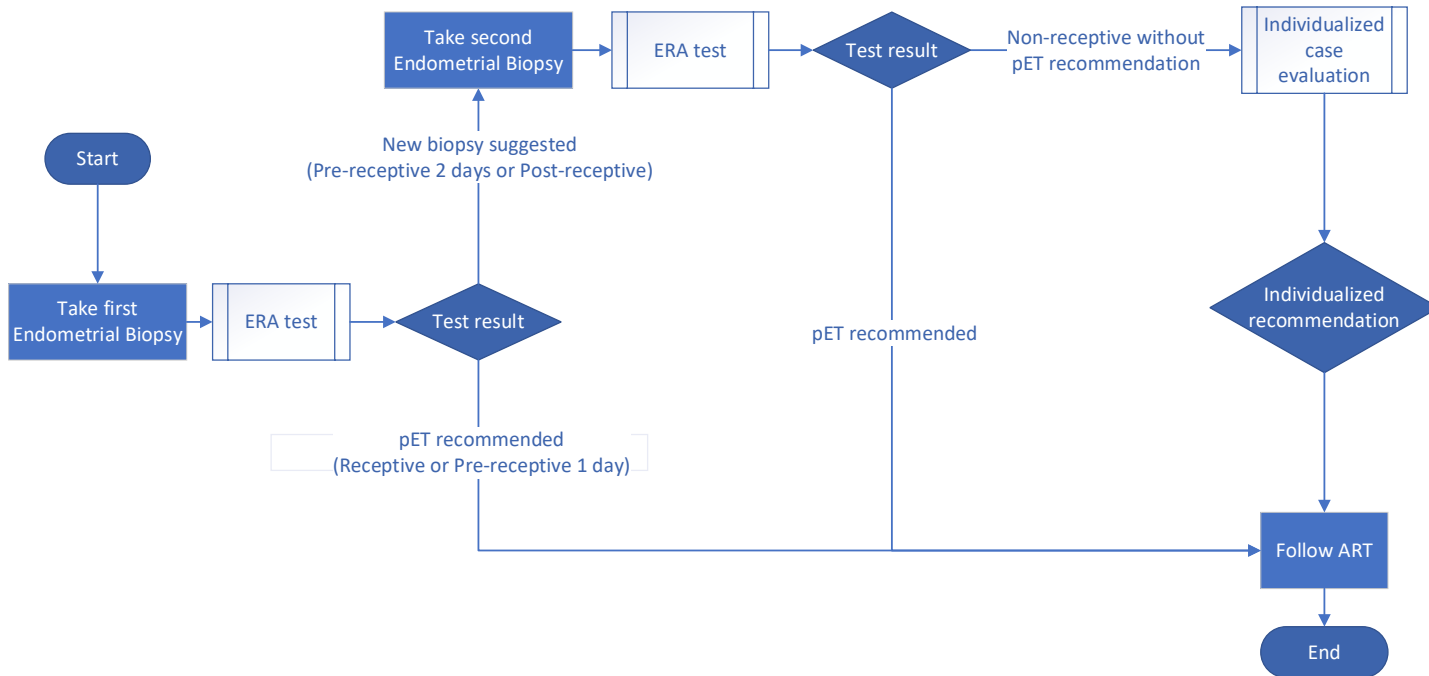 Take second
Endometrial Biopsy
ERA test
Test result
Non-receptive without
pET recommendation
Individualized
case
evaluation
New biopsy suggested
(Pre-receptive 2 days or Post-receptive)
Start
Take first
Endometrial Biopsy
ERA test
Test result
Individualized
recommendation
pET recommended
pET recommended
(Receptive or Pre-receptive 1 day)
Follow ART
End